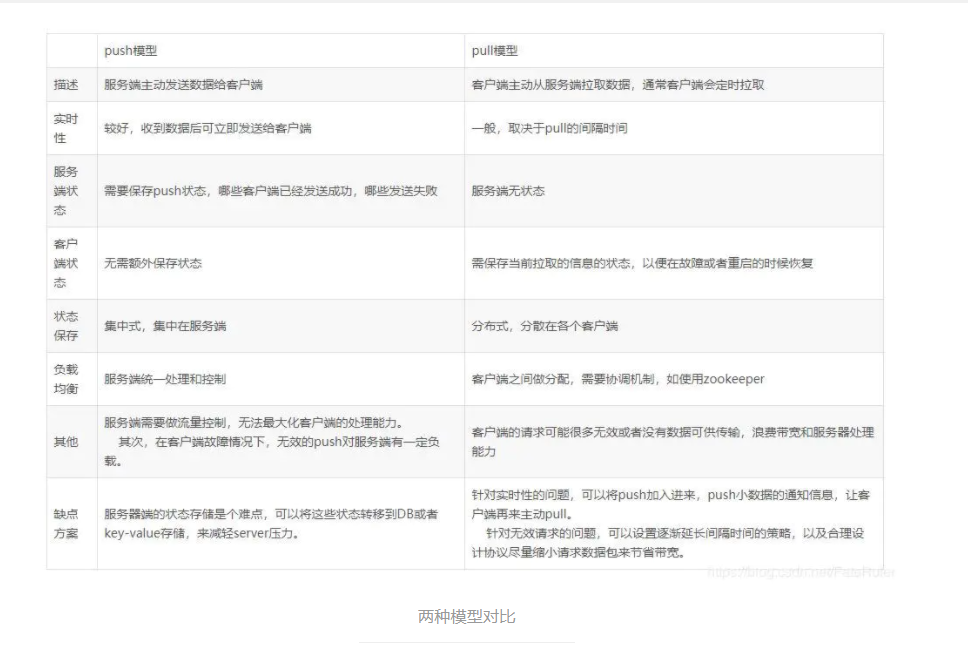 push模型 pull模型
描述 服务端主动发送数据给客户端 客户端主动从服务端拉取数据，通常客户端会定时拉取
实时
性
较好，收到数据后可立即发送给客户端 一般，取决于pull的间隔时间
服务
端状
态
需要保存push状态，哪些客户端已经发送成功，哪些发送失败 服务端无状态
客户
端状
态
无需额外保存状态 需保存当前拉取的信息的状态，以便在故障或者重启的时候恢复
状态
保存
集中式，集中在服务端 分布式，分散在各个客户端
负载
均衡
服务端统一处理和控制 客户端之间做分配，需要协调机制，如使用zookeeper
其他
服务端需要做流量控制，无法最大化客户端的处理能力。
其次，在客户端故障情况下，无效的push对服务端有一定负
载。
客户端的请求可能很多无效或者没有数据可供传输，浪费带宽和服务器处理
能力
缺点
方案
服务器端的状态存储是个难点，可以将这些状态转移到DB或者
key-value存储，来减轻server压力。
针对实时性的问题，可以将push加入进来，push小数据的通知信息，让客
户端再来主动pull。
针对无效请求的问题，可以设置逐渐延长间隔时间的策略，以及合理设
计协议尽量缩小请求数据包来节省带宽。
两种模型对比